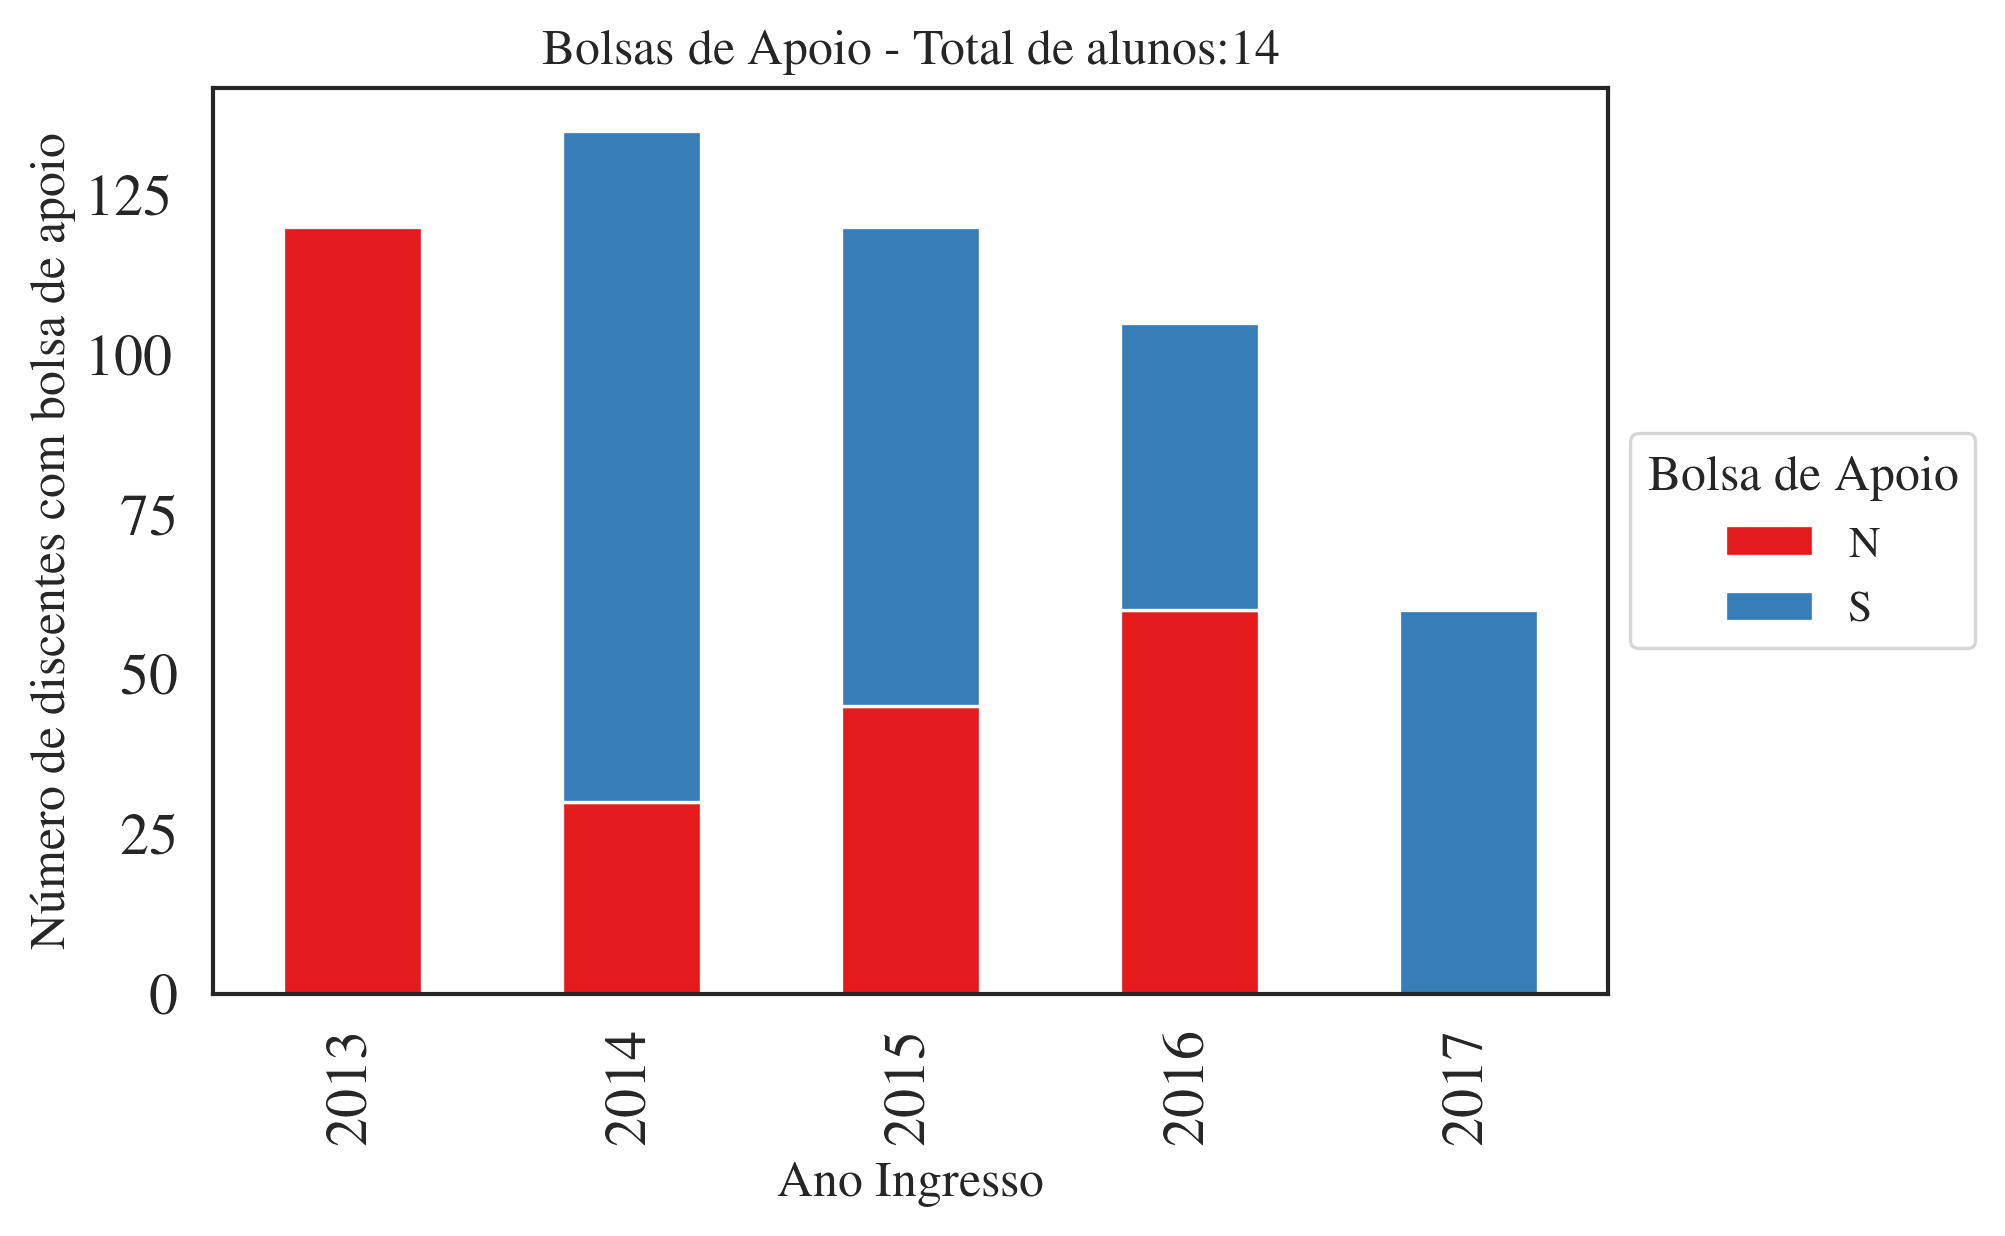 Bolsas de Apoio - Total de alunos:14
Número de discentes com bolsa de apoio
125
100
75
50
25
0
2013
2014
2015
2016
2017
Ano Ingresso
Bolsa de Apoio
N
S